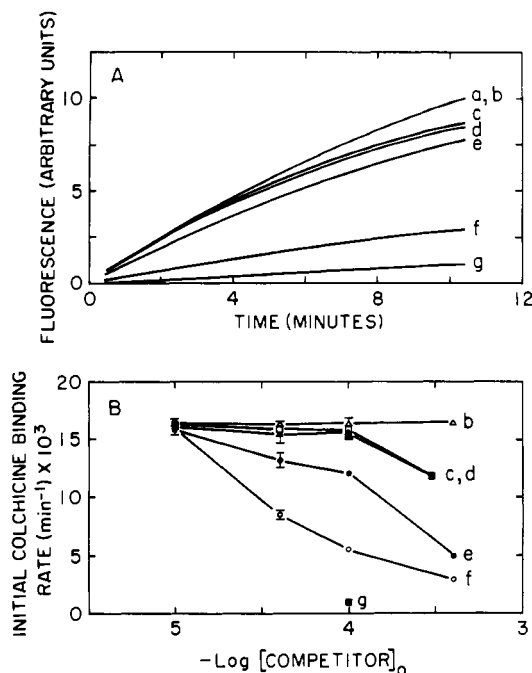 A
FLUORESCENCE (ARBITRARY UNITS)
10
5
0
a, b
c
d
e
f
g
0
4
8
12
TIME (MINUTES)
B
INITIAL COLCHICINE BINDING
RATE (min⁻¹) X 10³
20
15
10
5
0
b
c, d
e
f
g
5
4
3
-Log [COMPETITOR]₀